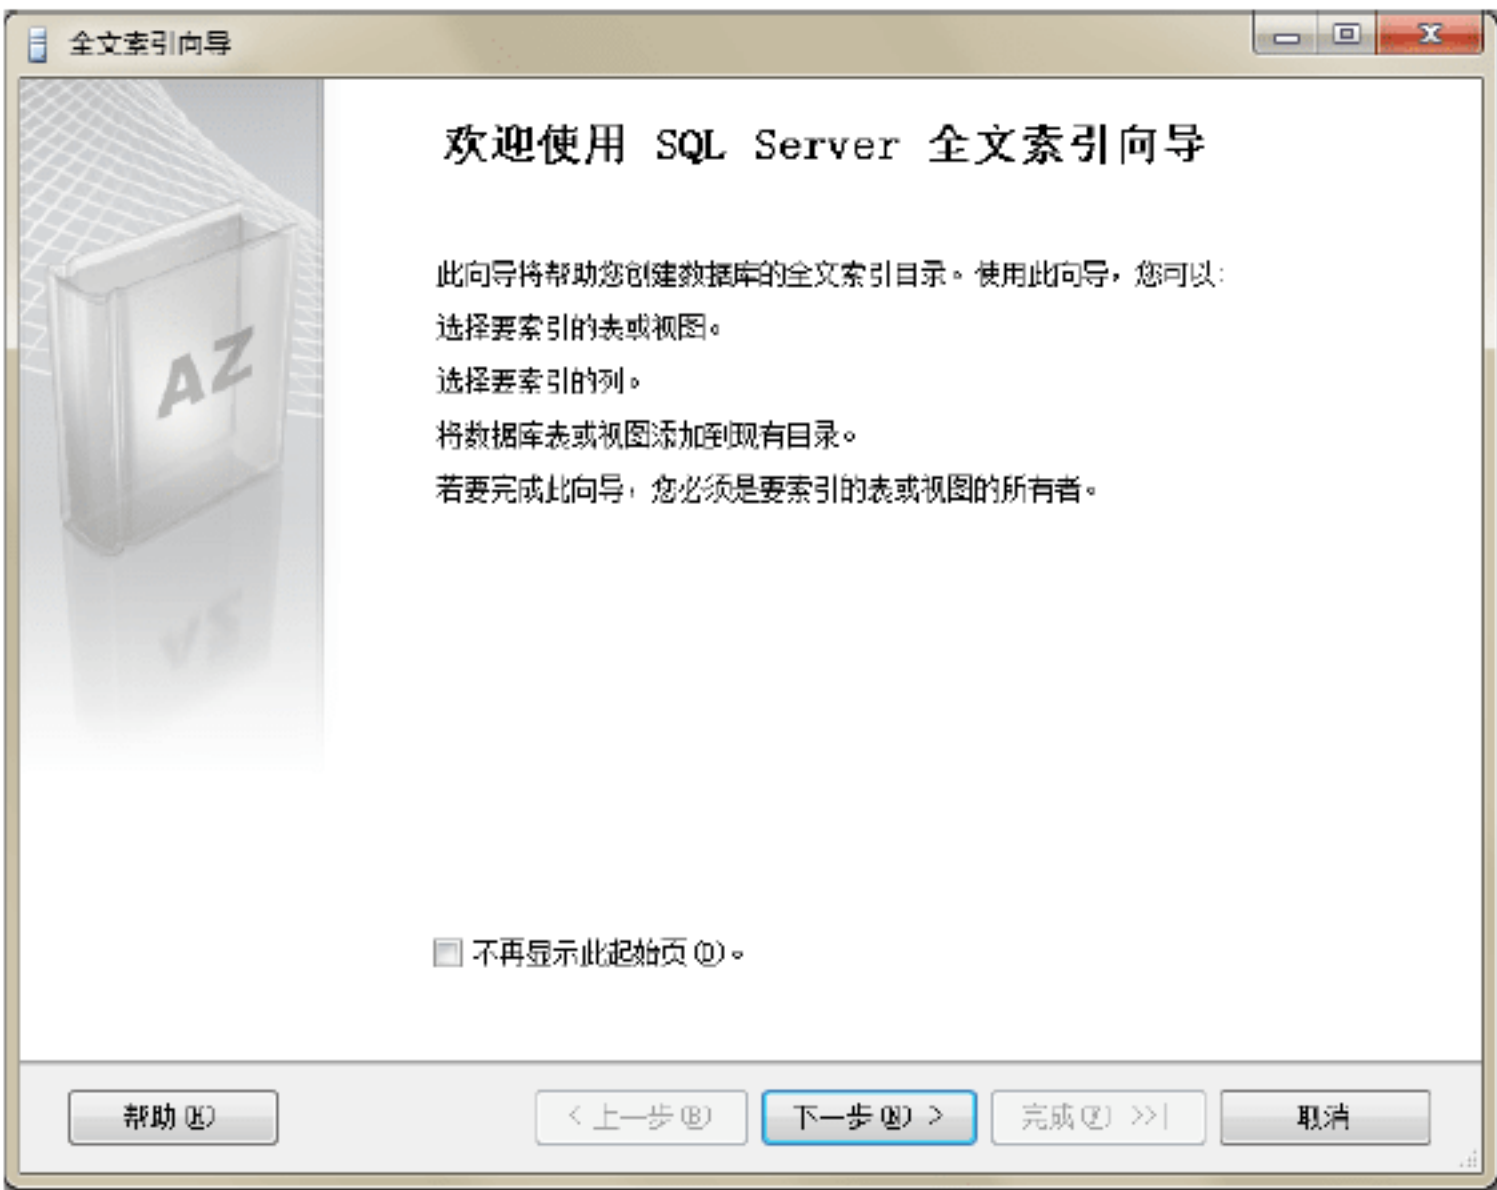 全文索引向导
欢迎使用 SQL Server 全文索引向导
此向导将帮助您创建数据库的全文索引目录。使用此向导，您可以:
选择要索引的表或视图。
选择要索引的列。
将数据库表或视图添加到现有目录。
若要完成此向导，您必须是要索引的表或视图的所有者。
AZ
不再显示此起始页(D)。
帮助(H)
< 上一步(B)
下一步(N) >
完成(F) >>|
取消